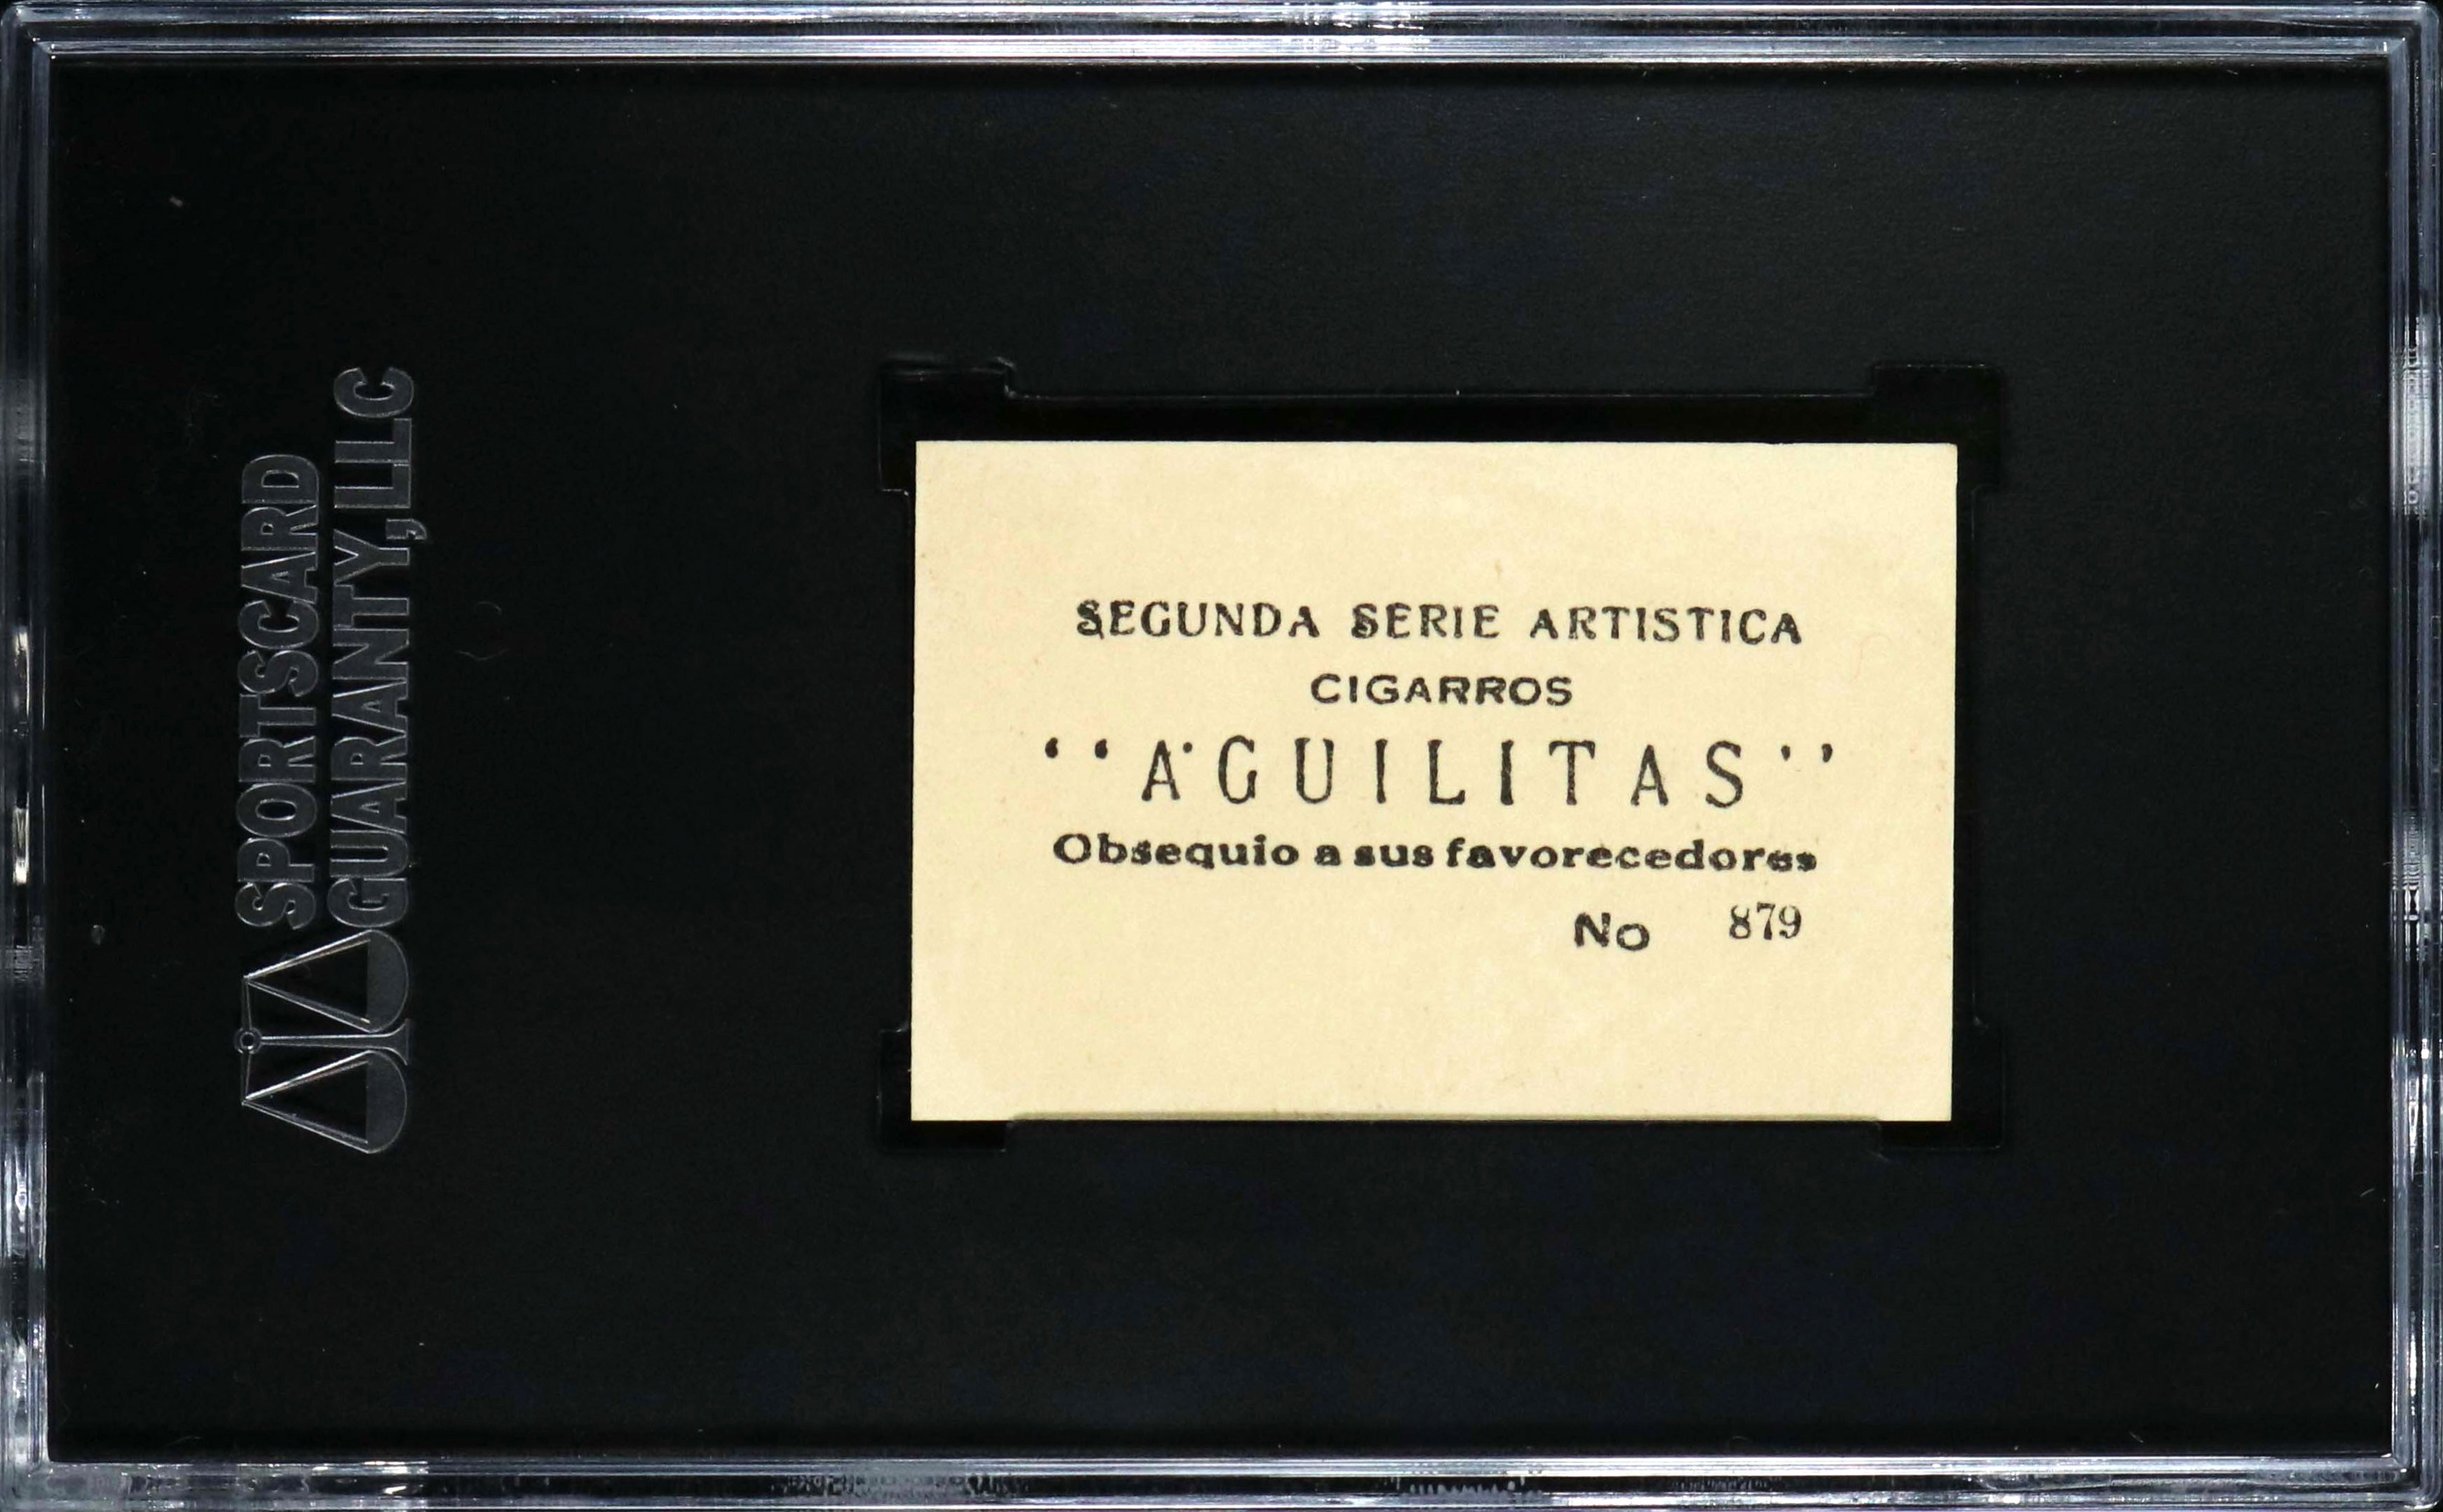 SPORTSCARD
GUARANTY, LLC
SEGUNDA SERIE ARTISTICA
CIGARROS
‘‘AGUILITAS’’
Obsequio a sus favorecedores
No 879